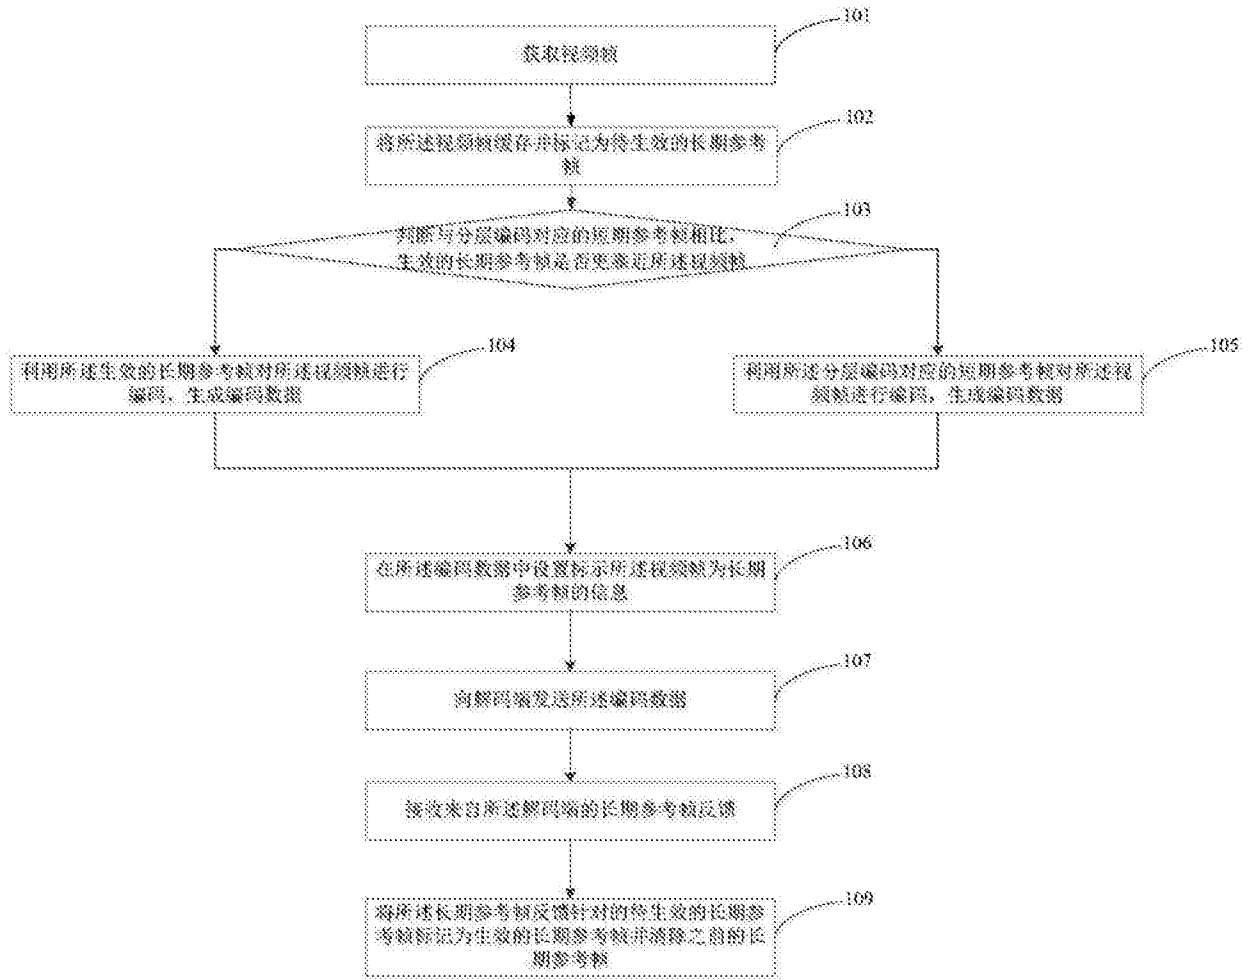 101
获取视频帧
102
将所述视频帧缓存并标记为待生效的长期参考
帧
103
判断与分层编码对应的短期参考帧相比，
生效的长期参考帧是否更靠近所述视频帧
104
利用所述生效的长期参考帧对所述视频帧进行
编码，生成编码数据
105
利用所述分层编码对应的短期参考帧对所述视
频帧进行编码，生成编码数据
106
在所述编码数据中设置标示所述视频帧为长期
参考帧的信息
107
向解码端发送所述编码数据
108
接收来自所述解码端的长期参考帧反馈
109
将所述长期参考帧反馈针对的待生效的长期参
考帧标记为生效的长期参考帧并清除之前的长
期参考帧